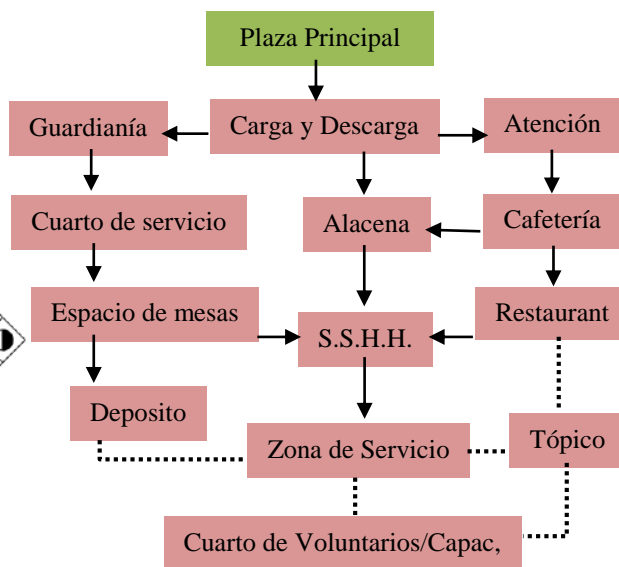 Plaza Principal
Guardianía
Carga y Descarga
Atención
Cuarto de servicio
Alacena
Cafetería
Espacio de mesas
S.S.H.H.
Restaurant
Deposito
Zona de Servicio
Tópico
Cuarto de Voluntarios/Capac,